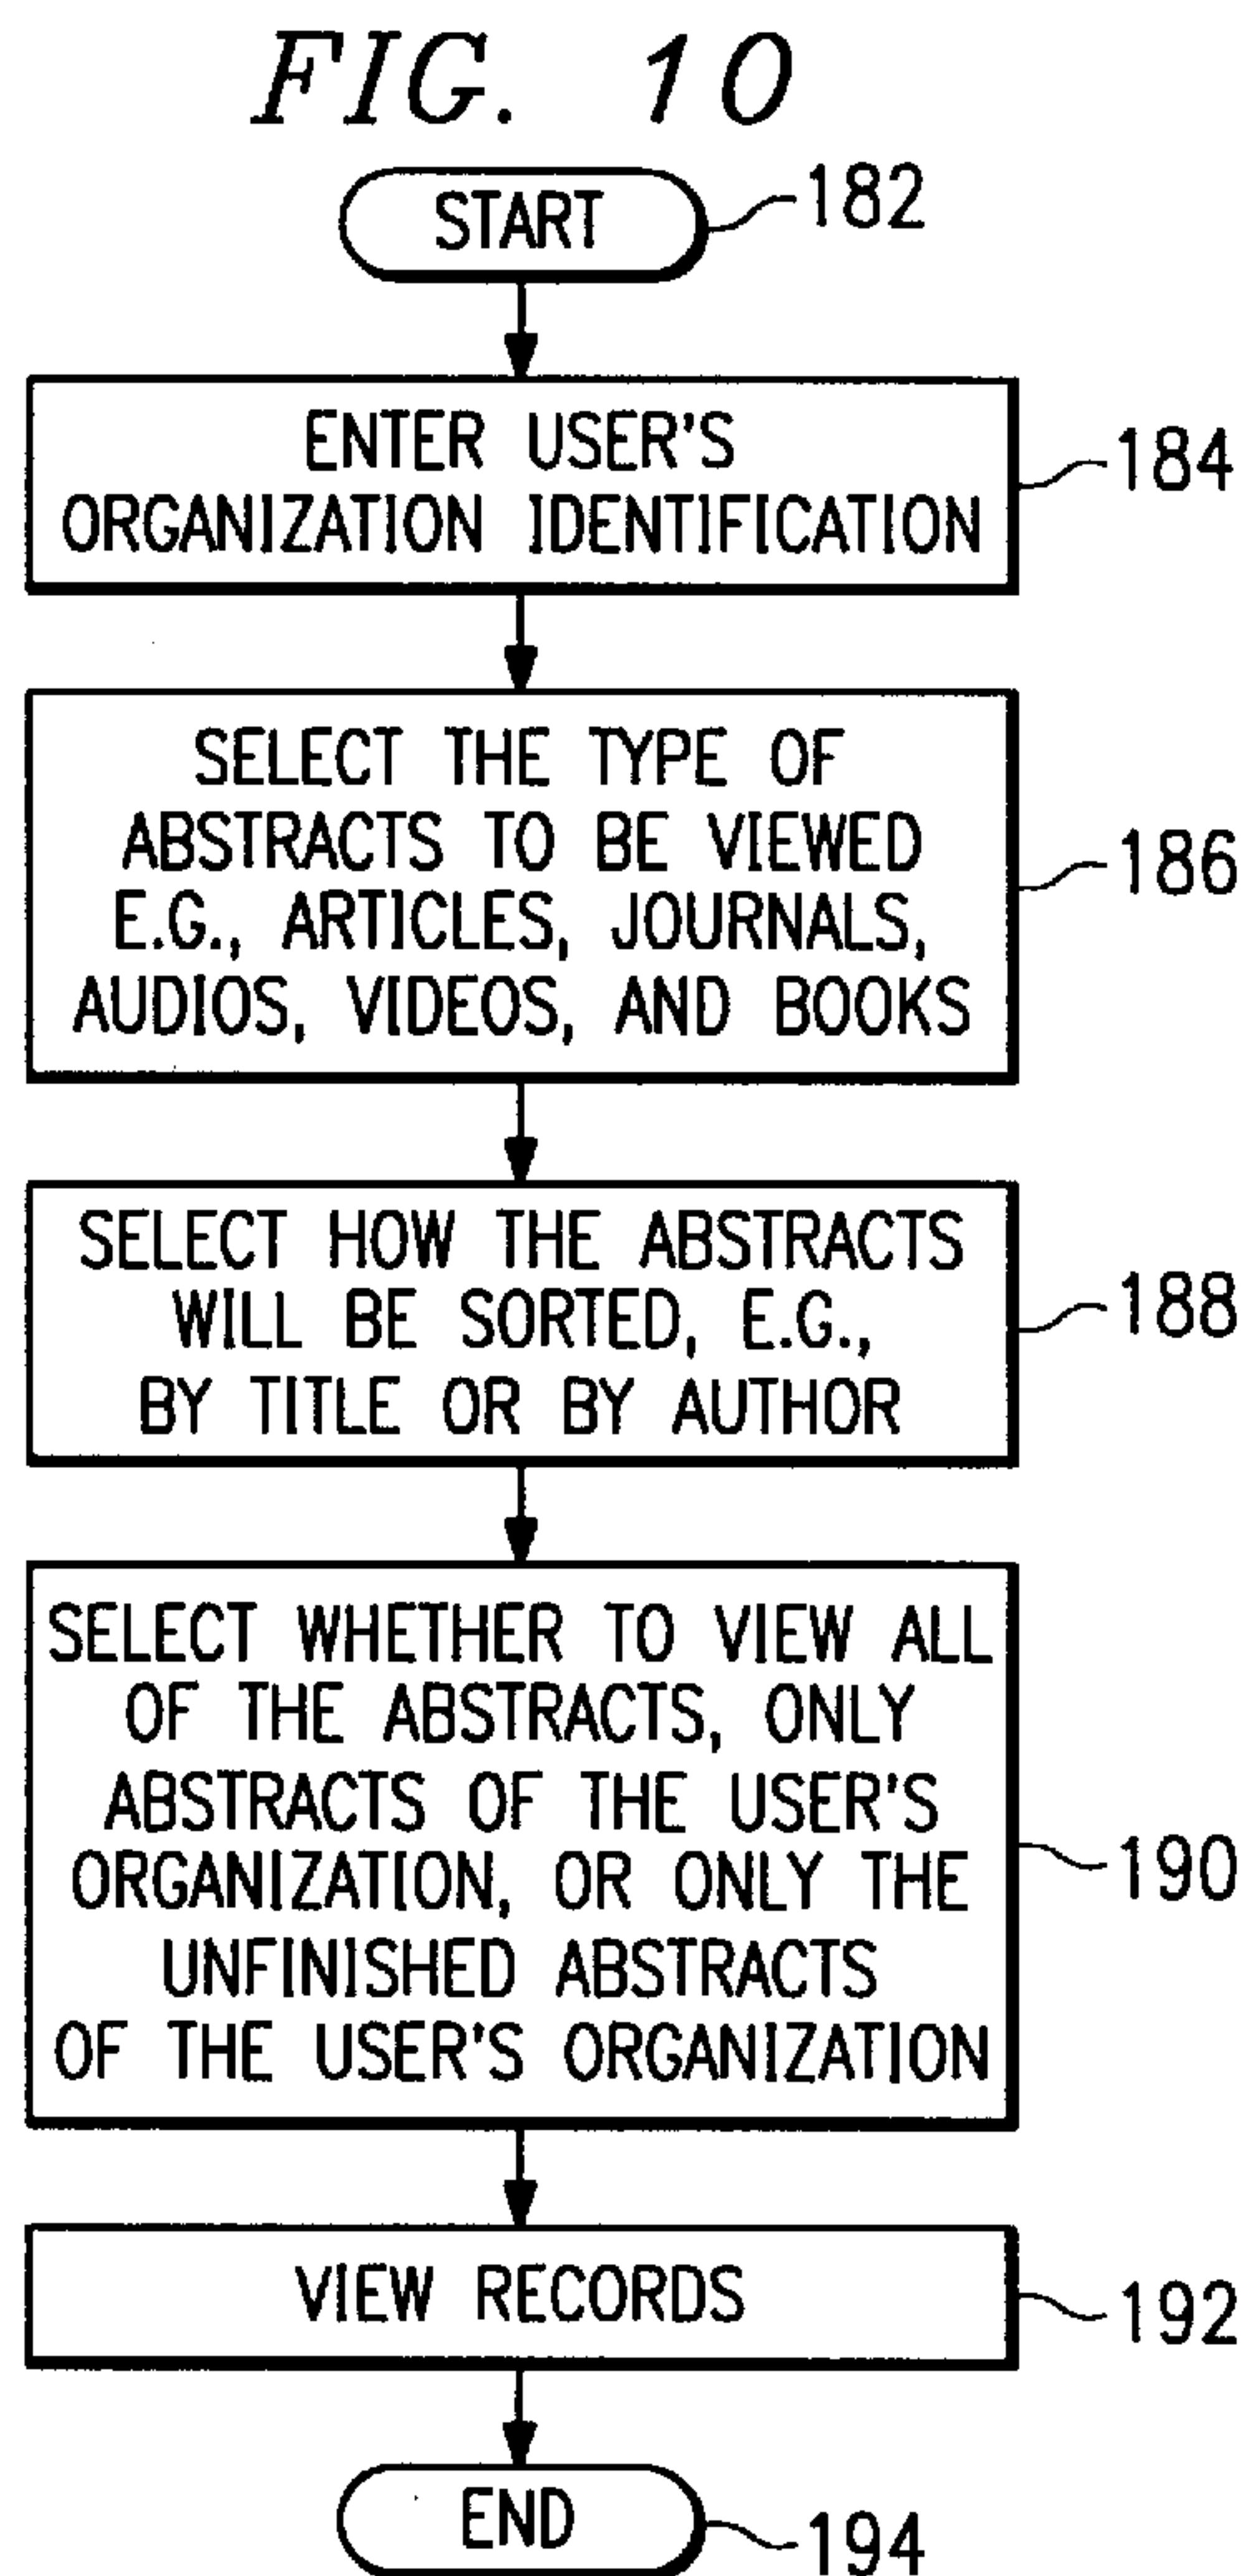 FIG. 10
START
182
ENTER USER'S
ORGANIZATION IDENTIFICATION
184
SELECT THE TYPE OF
ABSTRACTS TO BE VIEWED
E.G., ARTICLES, JOURNALS,
AUDIOS, VIDEOS, AND BOOKS
186
SELECT HOW THE ABSTRACTS
WILL BE SORTED, E.G.,
BY TITLE OR BY AUTHOR
188
SELECT WHETHER TO VIEW ALL
OF THE ABSTRACTS, ONLY
ABSTRACTS OF THE USER'S
ORGANIZATION, OR ONLY THE
UNFINISHED ABSTRACTS
OF THE USER'S ORGANIZATION
190
VIEW RECORDS
192
END
194